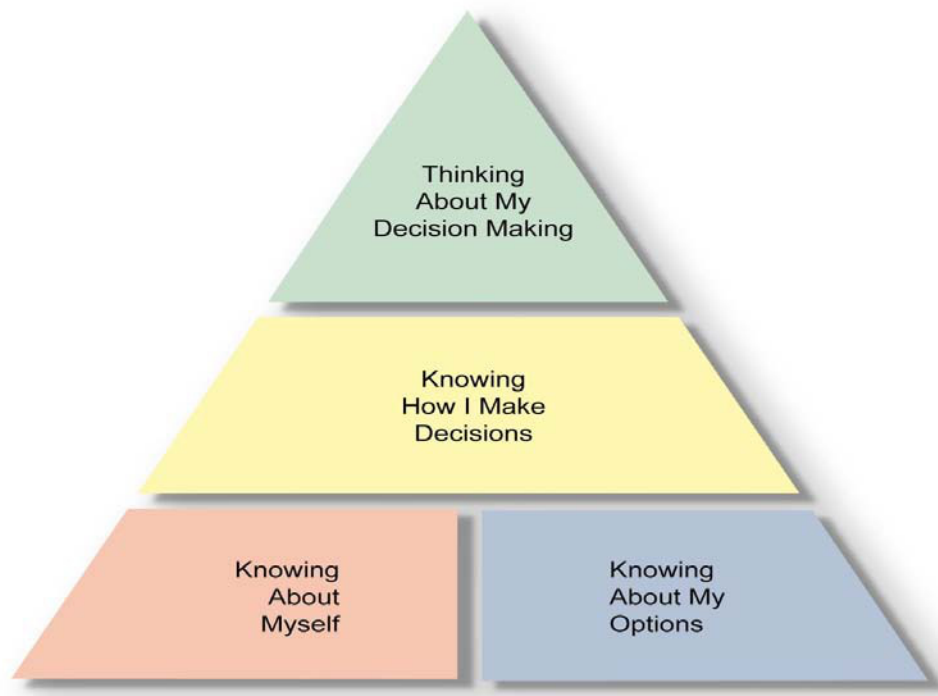 Thinking
About My
Decision Making
Knowing
How I Make
Decisions
Knowing
About
Myself
Knowing
About My
Options